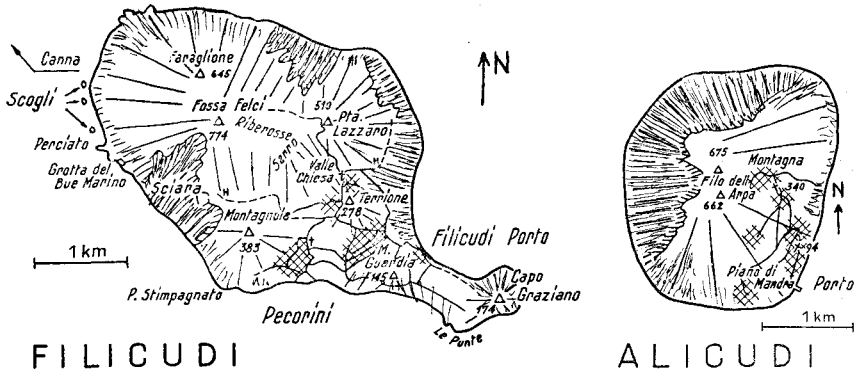 Canna
Faraglione
645
N
Scogli
Fossa Felci
774
Riberosse
510
Pta.
Lazzaro
Serro
Perciato
Grotta del
Bue Marino
Valle
Chiesa
H
Sciara
H
Terrione
278
Montagnole
383
M.
Guardia
Filicudi Porto
Capo
Graziano
174
1 km
P. Stimpagnato
Pecorini
Le Punte
FILICUDI
675
Montagna
Filo dell'
Arpa
340
662
N
94
Piano di
Mandra
Porto
1 km
ALICUDI